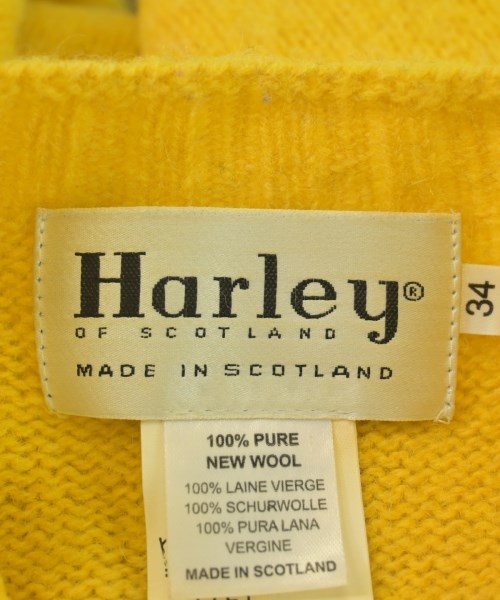 Harley®
OF SCOTLAND
MADE IN SCOTLAND
34
100% PURE
NEW WOOL
100% LAINE VIERGE
100% SCHURWOLLE
100% PURA LANA
VERGINE
MADE IN SCOTLAND